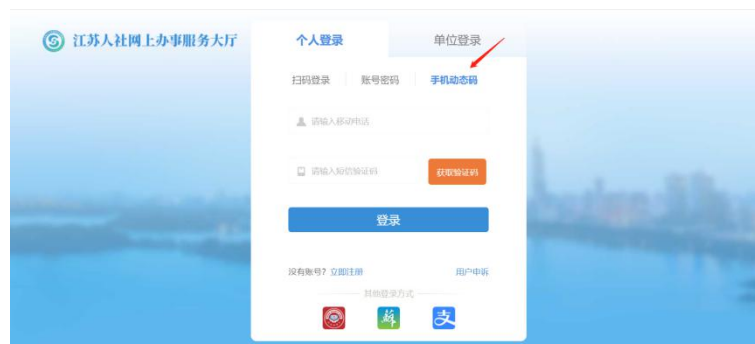 江苏人社网上办事服务大厅
个人登录 单位登录
扫码登录 账号密码 手机动态码
请输入移动电话
请输入短信验证码 获取验证码
登录
没有账号? 立即注册 用户申诉
其他登录方式
苏 支